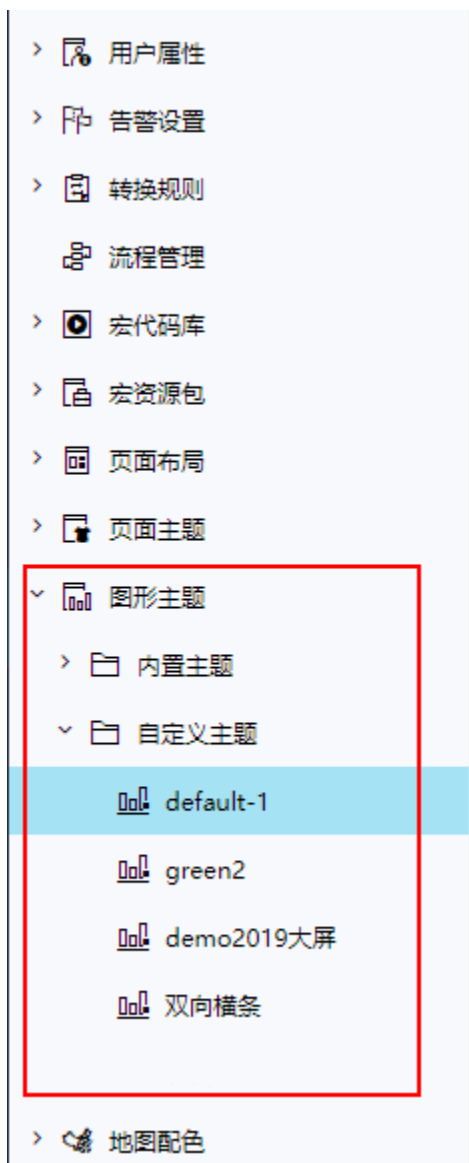 用户属性
告警设置
转换规则
流程管理
宏代码库
宏资源包
页面布局
页面主题
图形主题
内置主题
自定义主题
default-1
green2
demo2019大屏
双向横条
地图配色